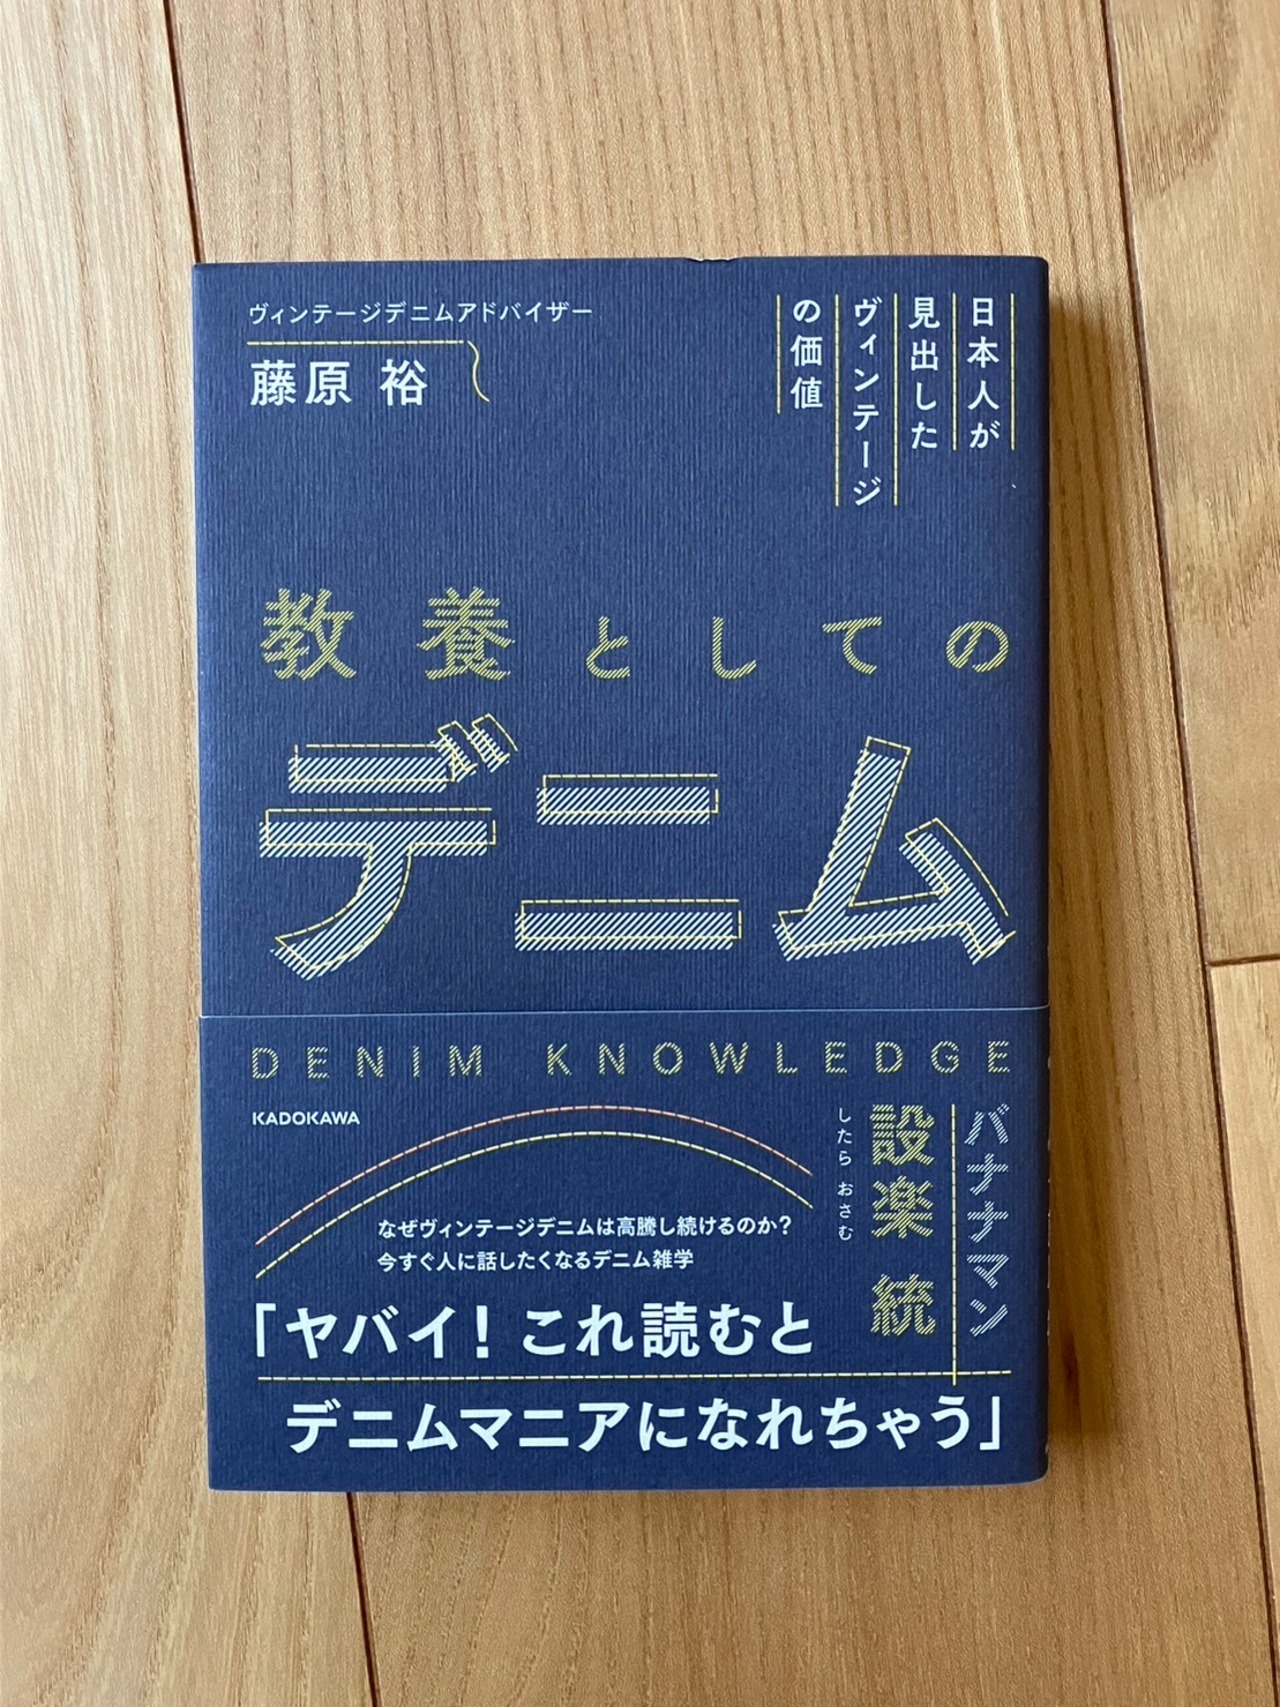 ヴィンテージデニムアドバイザー
藤原 裕
日本人が
見出した
ヴィンテージ
の価値
教養としての
デニム
DENIM KNOWLEDGE
KADOKAWA
バナナマン
設楽 統
したら おさむ
なぜヴィンテージデニムは高騰し続けるのか?
今すぐ人に話したくなるデニム雑学
「ヤバイ!これ読むと
デニムマニアになれちゃう」